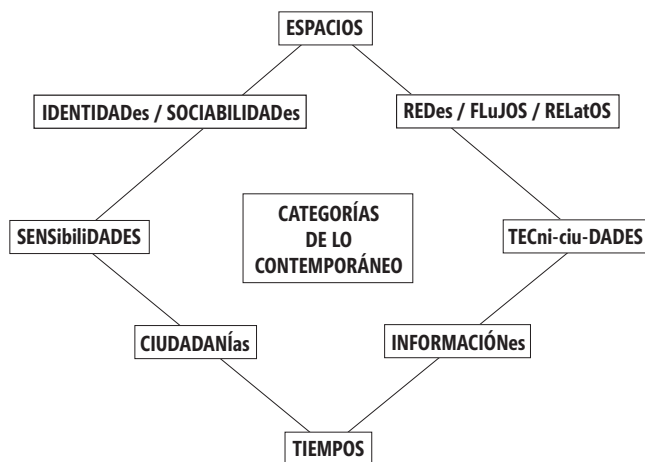 ESPACIOS
IDENTIDADes / SOCIABILIDADes
REDes / FLuJOS / RELatOS
SENSibiliDADES
CATEGORÍAS
DE LO
CONTEMPORÁNEO
TECni-ciu-DADES
CIUDADANÍas
INFORMACIÓNes
TIEMPOS